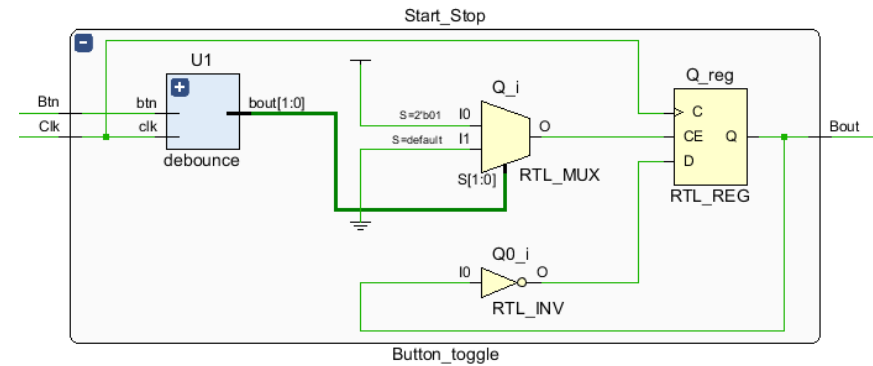 Start_Stop
U1
Btn
btn
bout[1:0]
Clk
clk
debounce
Q_i
S=2'b01
I0
S=default
I1
O
S[1:0]
RTL_MUX
Q_reg
C
CE
Q
D
RTL_REG
Bout
Q0_i
I0
O
RTL_INV
Button_toggle